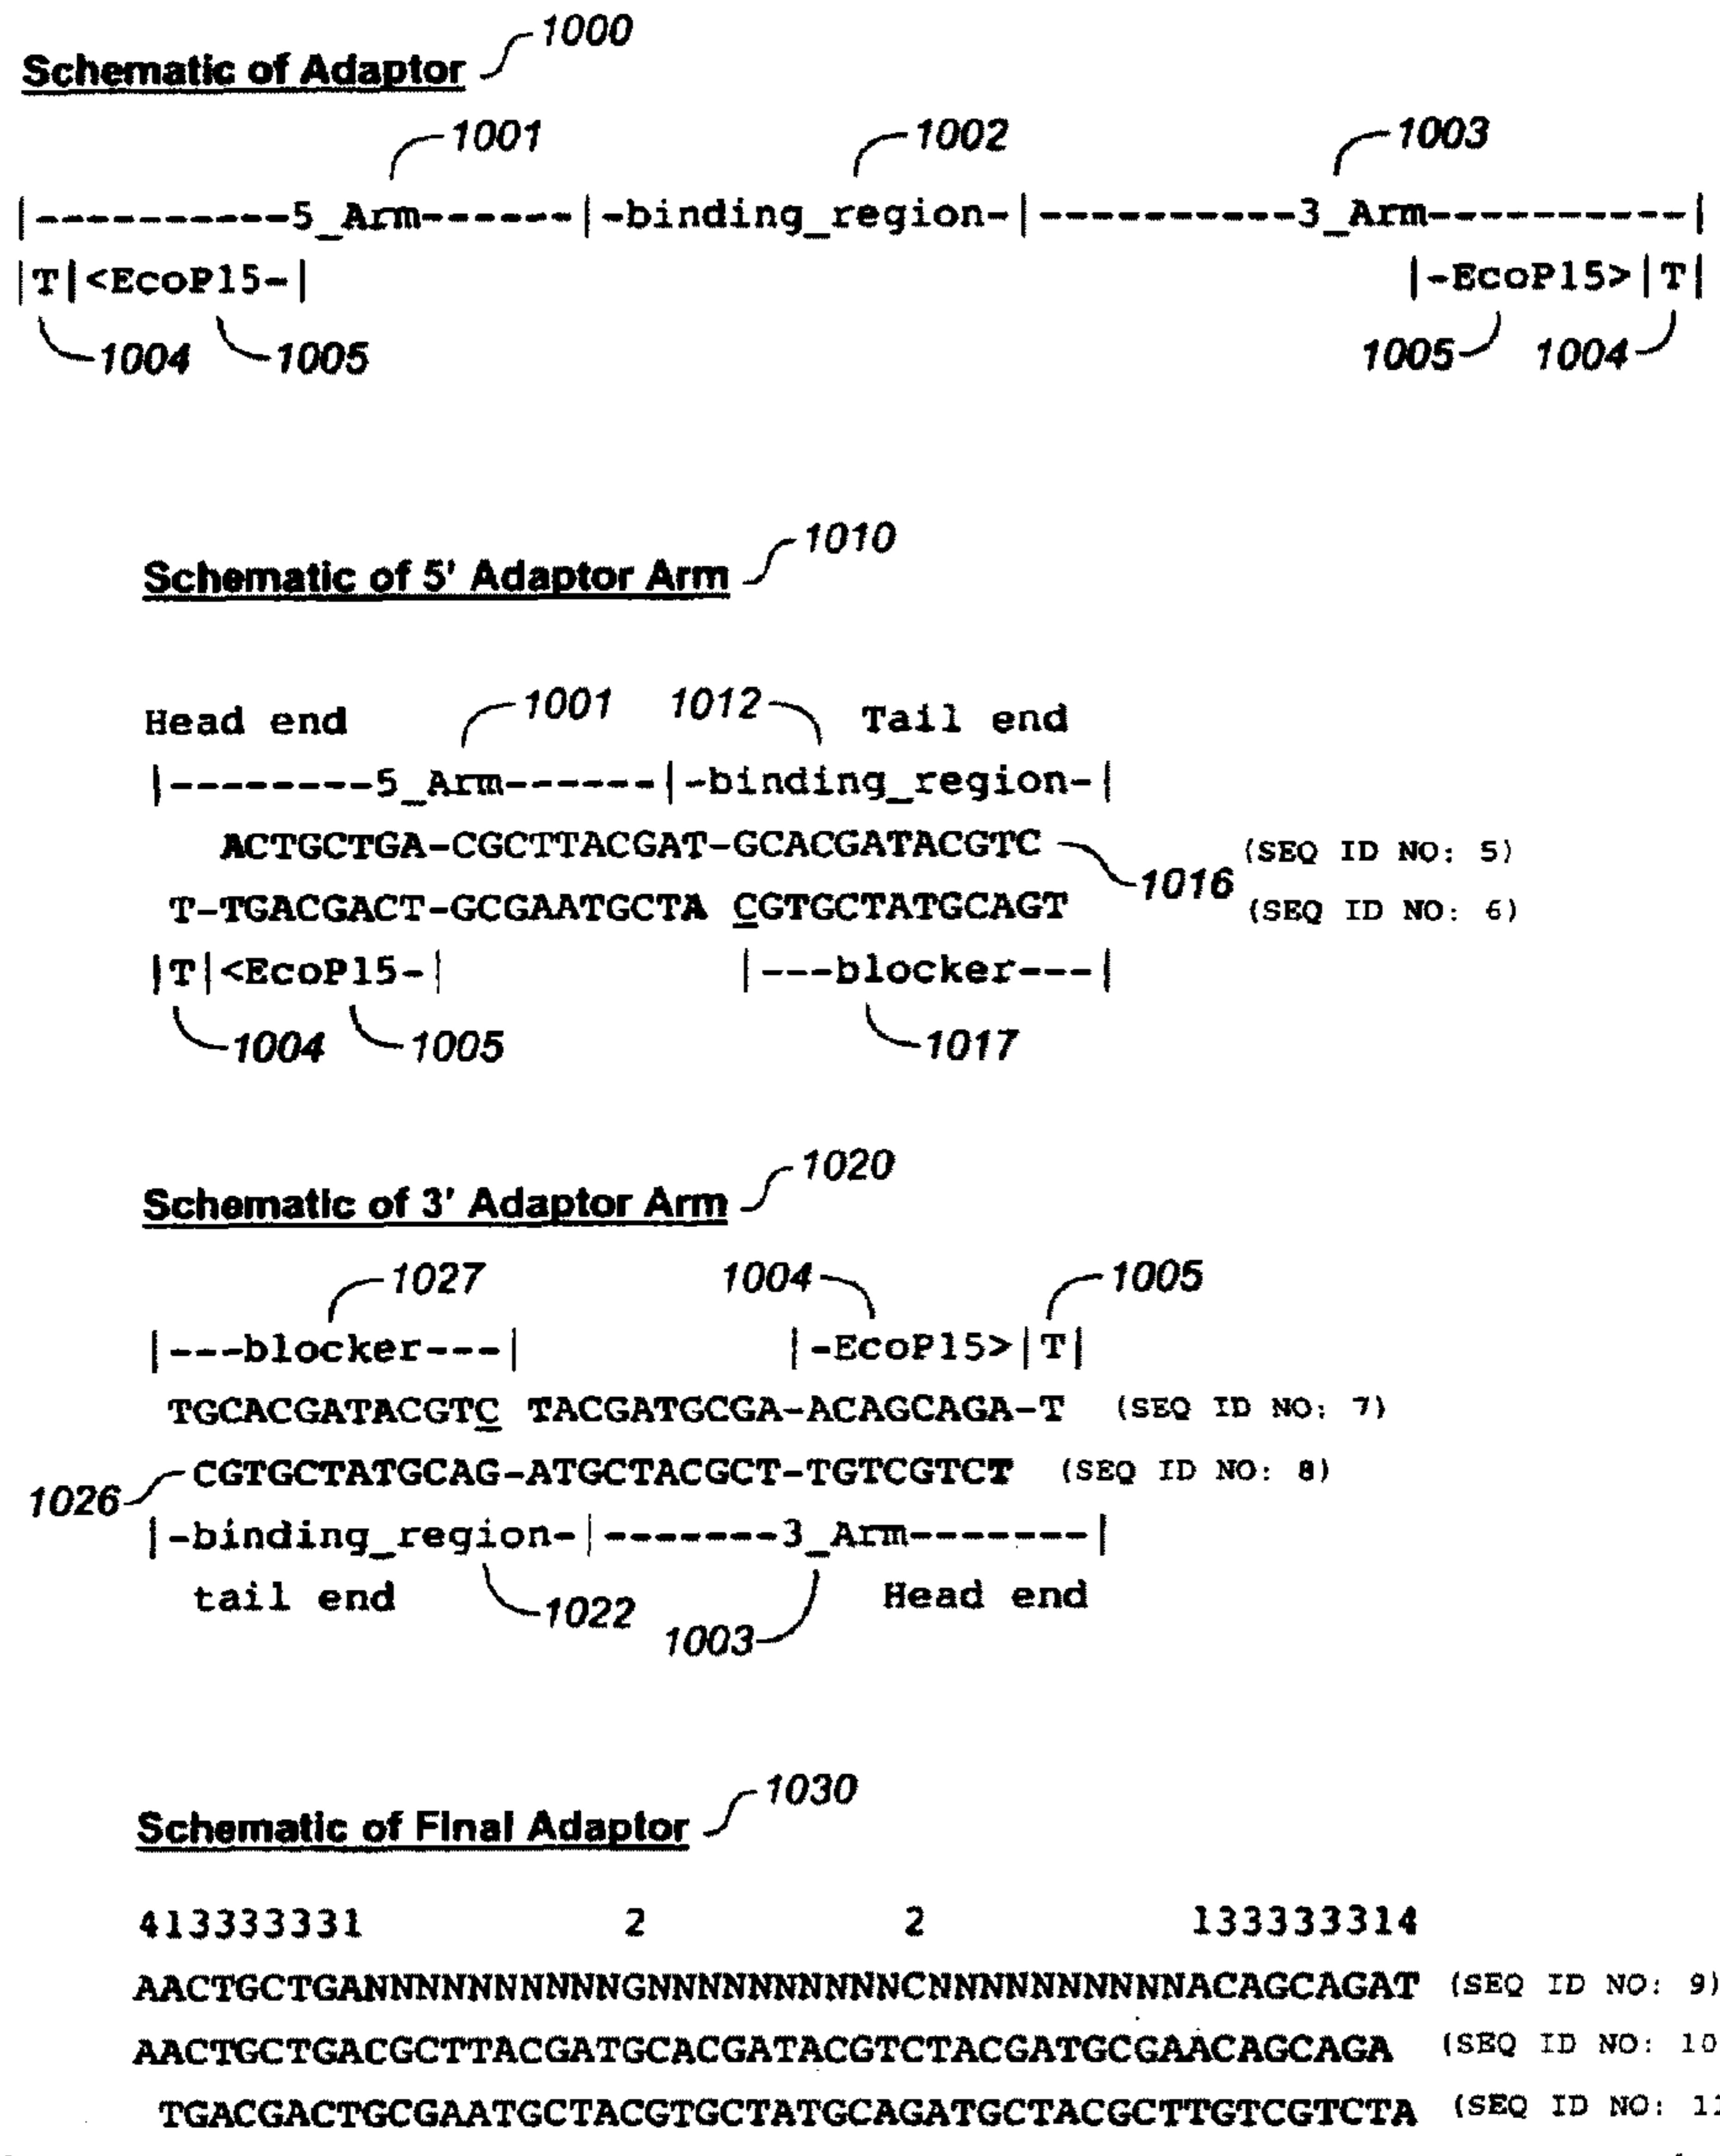 Schematic of Adaptor 1000
1001 1002 1003
|----------5_Arm------|-binding_region-|----------3_Arm----------|
|T|<EcoP15-| |-EcoP15>|T|
1004 1005 1005 1004
Schematic of 5' Adaptor Arm 1010
Head end 1001 1012 Tail end
|--------5_Arm------|-binding_region-|
ACTGCTGA-CGCTTACGAT-GCACGATACGTC 1016 (SEQ ID NO: 5)
T-TGACGACT-GCGAATGCTA CGTGCTATGCAGT (SEQ ID NO: 6)
|T|<EcoP15-| |---blocker---|
1004 1005 1017
Schematic of 3' Adaptor Arm 1020
1027 1004 1005
|---blocker---| |-EcoP15>|T|
TGCACGATACGTC TACGATGCGA-ACAGCAGA-T (SEQ ID NO: 7)
1026 CGTGCTATGCAG-ATGCTACGCT-TGTCGTCT (SEQ ID NO: 8)
|-binding_region-|-------3_Arm-------|
tail end 1022 1003 Head end
Schematic of Final Adaptor 1030
413333331 2 2 133333314
AACTGCTGANNNNNNNNNNGNNNNNNNNNNCNNNNNNNNNNACAGCAGAT (SEQ ID NO: 9)
AACTGCTGACGCTTACGATGCACGATACGTCTACGATGCGAACAGCAGA (SEQ ID NO: 10
TGACGACTGCGAATGCTACGTGCTATGCAGATGCTACGCTTGTCGTCTA (SEQ ID NO: 11